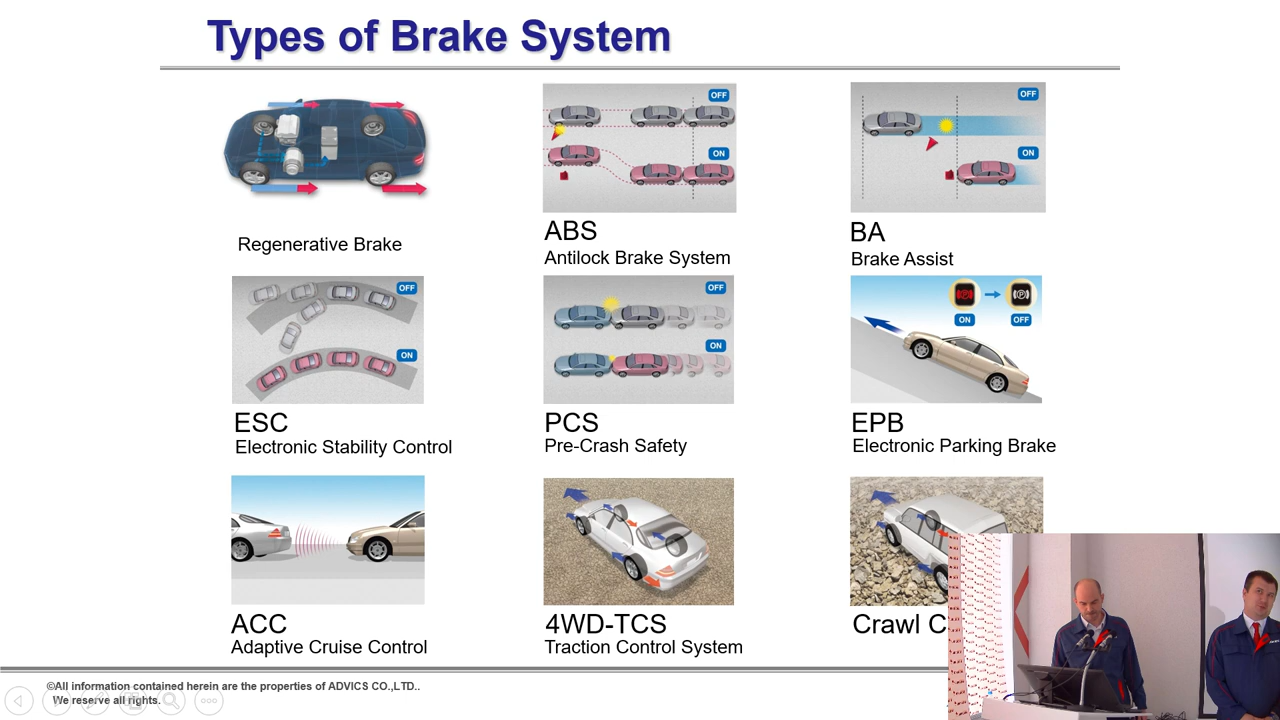 Types of Brake System
OFF
ON
OFF
ON
Regenerative Brake
ABS
Antilock Brake System
BA
Brake Assist
OFF
ON
OFF
ON
ON
OFF
ESC
Electronic Stability Control
PCS
Pre-Crash Safety
EPB
Electronic Parking Brake
ACC
Adaptive Cruise Control
4WD-TCS
Traction Control System
Crawl C
©All information contained herein are the properties of ADVICS CO.,LTD..
We reserve all rights.